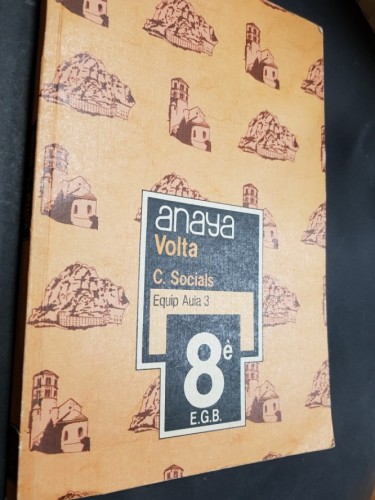 anaya
Volta
C. Socials
Equip Aula 3
8è
E.G.B.